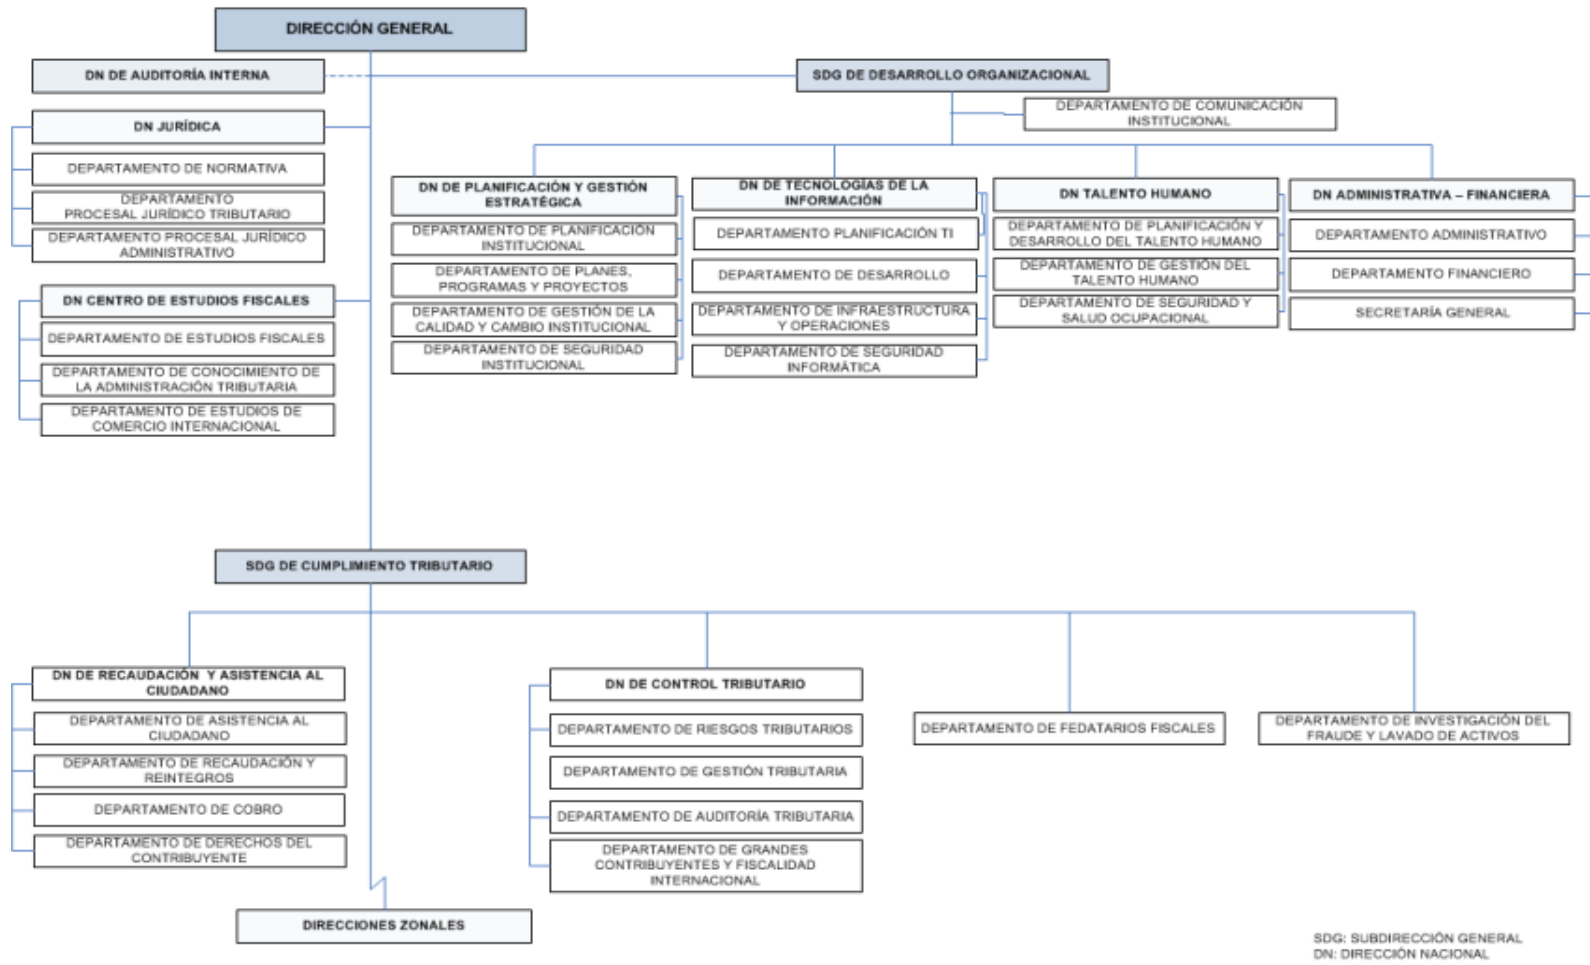 DIRECCIÓN GENERAL
DN DE AUDITORÍA INTERNA
SDG DE DESARROLLO ORGANIZACIONAL
DEPARTAMENTO DE COMUNICACIÓN
INSTITUCIONAL
DN JURÍDICA
DEPARTAMENTO DE NORMATIVA
DEPARTAMENTO
PROCESAL JURÍDICO TRIBUTARIO
DEPARTAMENTO PROCESAL JURÍDICO
ADMINISTRATIVO
DN CENTRO DE ESTUDIOS FISCALES
DEPARTAMENTO DE ESTUDIOS FISCALES
DEPARTAMENTO DE CONOCIMIENTO DE
LA ADMINISTRACIÓN TRIBUTARIA
DEPARTAMENTO DE ESTUDIOS DE
COMERCIO INTERNACIONAL
DN DE PLANIFICACIÓN Y GESTIÓN
ESTRATÉGICA
DEPARTAMENTO DE PLANIFICACIÓN
INSTITUCIONAL
DEPARTAMENTO DE PLANES,
PROGRAMAS Y PROYECTOS
DEPARTAMENTO DE GESTIÓN DE LA
CALIDAD Y CAMBIO INSTITUCIONAL
DEPARTAMENTO DE SEGURIDAD
INSTITUCIONAL
DN DE TECNOLOGÍAS DE LA
INFORMACIÓN
DEPARTAMENTO PLANIFICACIÓN TI
DEPARTAMENTO DE DESARROLLO
DEPARTAMENTO DE INFRAESTRUCTURA
Y OPERACIONES
DEPARTAMENTO DE SEGURIDAD
INFORMÁTICA
DN TALENTO HUMANO
DEPARTAMENTO DE PLANIFICACIÓN Y
DESARROLLO DEL TALENTO HUMANO
DEPARTAMENTO DE GESTIÓN DEL
TALENTO HUMANO
DEPARTAMENTO DE SEGURIDAD Y
SALUD OCUPACIONAL
DN ADMINISTRATIVA – FINANCIERA
DEPARTAMENTO ADMINISTRATIVO
DEPARTAMENTO FINANCIERO
SECRETARÍA GENERAL
SDG DE CUMPLIMIENTO TRIBUTARIO
DN DE RECAUDACIÓN Y ASISTENCIA AL
CIUDADANO
DEPARTAMENTO DE ASISTENCIA AL
CIUDADANO
DEPARTAMENTO DE RECAUDACIÓN Y
REINTEGROS
DEPARTAMENTO DE COBRO
DEPARTAMENTO DE DERECHOS DEL
CONTRIBUYENTE
DN DE CONTROL TRIBUTARIO
DEPARTAMENTO DE RIESGOS TRIBUTARIOS
DEPARTAMENTO DE GESTIÓN TRIBUTARIA
DEPARTAMENTO DE AUDITORÍA TRIBUTARIA
DEPARTAMENTO DE GRANDES
CONTRIBUYENTES Y FISCALIDAD
INTERNACIONAL
DEPARTAMENTO DE FEDATARIOS FISCALES
DEPARTAMENTO DE INVESTIGACIÓN DEL
FRAUDE Y LAVADO DE ACTIVOS
DIRECCIONES ZONALES
SDG: SUBDIRECCIÓN GENERAL
DN: DIRECCIÓN NACIONAL